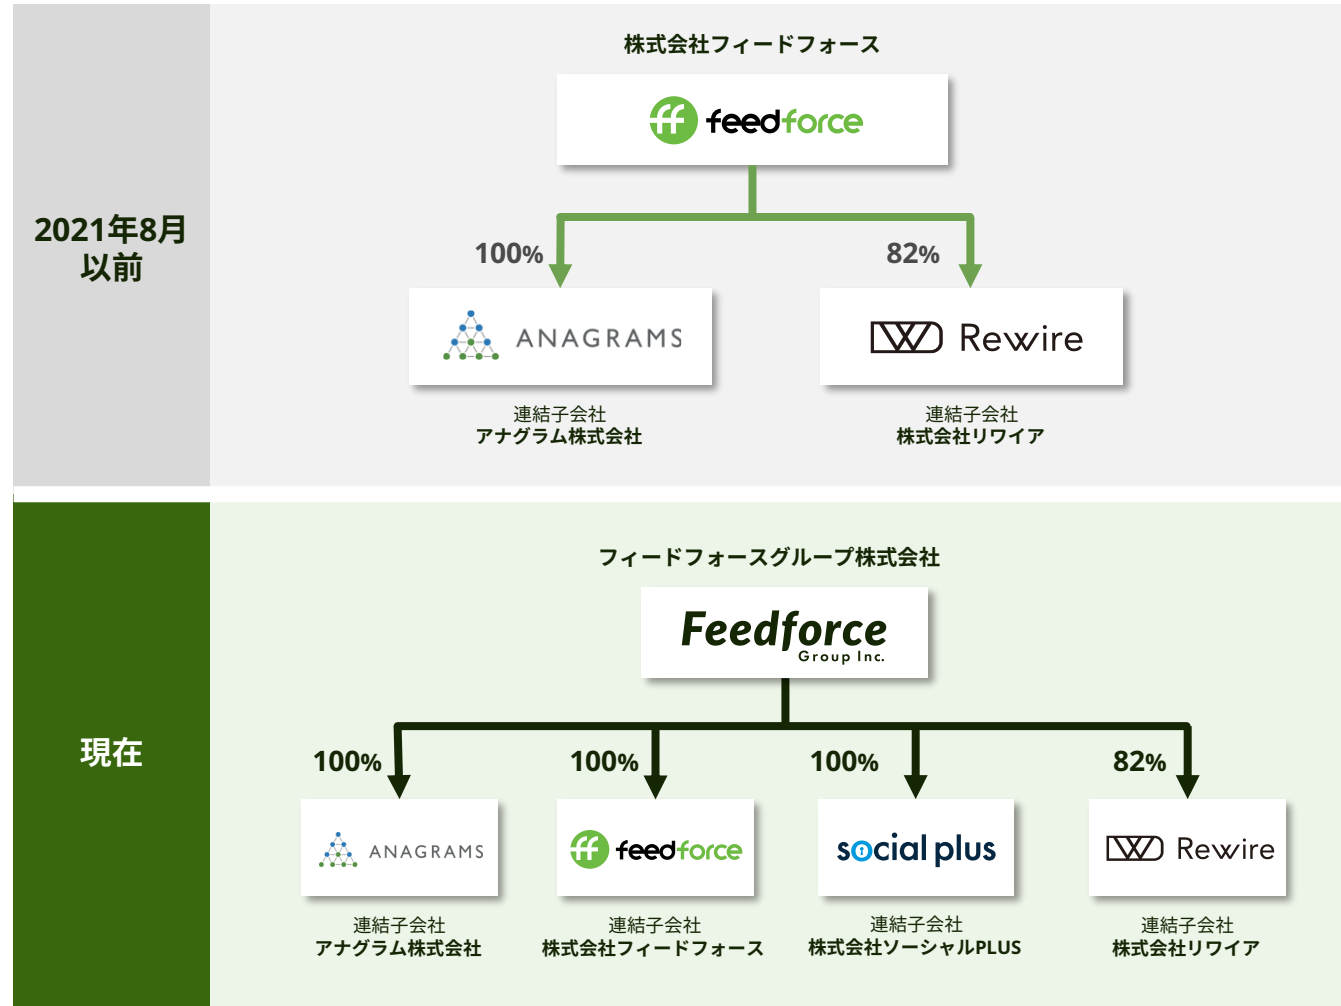 株式会社フィードフォース
ff feedforce
2021年8月
以前
100%
82%
ANAGRAMS
Rewire
連結子会社
アナグラム株式会社
連結子会社
株式会社リワイア
フィードフォースグループ株式会社
Feedforce
Group Inc.
現在
100%
100%
100%
82%
ANAGRAMS
ff feedforce
social plus
Rewire
連結子会社
アナグラム株式会社
連結子会社
株式会社フィードフォース
連結子会社
株式会社ソーシャルPLUS
連結子会社
株式会社リワイア